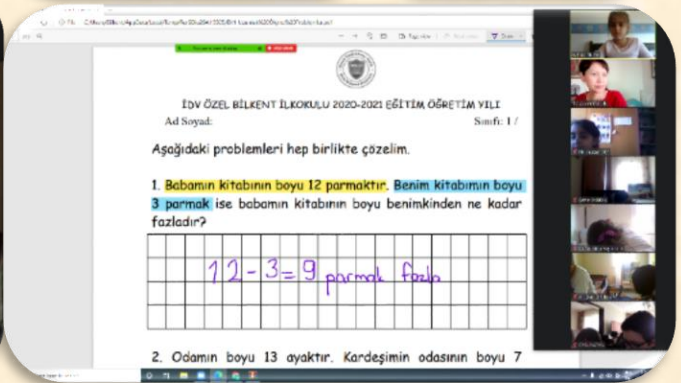 İDV ÖZEL BİLKENT İLKOKULU 2020-2021 EĞİTİM ÖĞRETİM YILI
Ad Soyad: Sınıfı: 1 /
Aşağıdaki problemleri hep birlikte çözelim.
1. Babamın kitabının boyu 12 parmaktır. Benim kitabımın boyu
3 parmak ise babamın kitabının boyu benimkinden ne kadar
fazladır?
12-3=9 parmak fazla
2. Odamın boyu 13 ayaktır. Kardeşimin odasının boyu 7